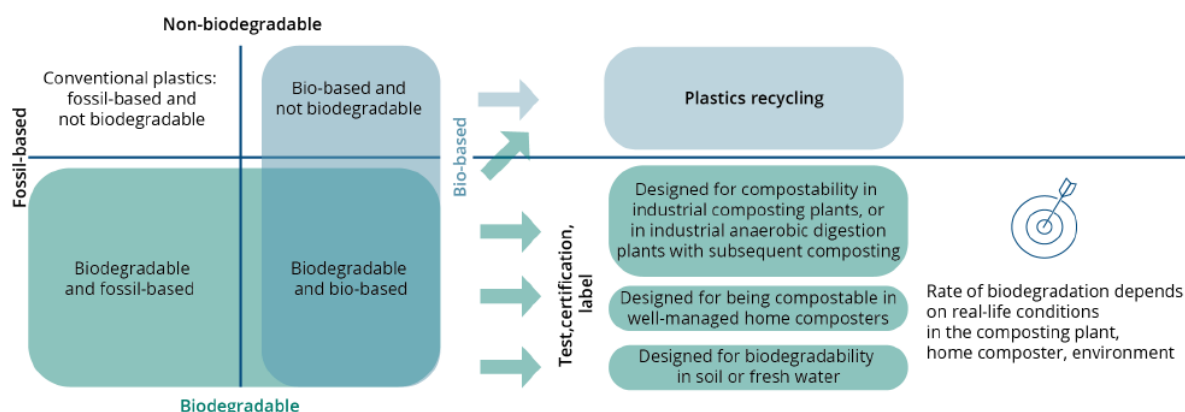 Non-biodegradable
Fossil-based
Conventional plastics:
fossil-based and
not biodegradable
Bio-based and
not biodegradable
Bio-based
Biodegradable
and fossil-based
Biodegradable
and bio-based
Biodegradable
Plastics recycling
Test,certification,
label
Designed for compostability in
industrial composting plants, or
in industrial anaerobic digestion
plants with subsequent composting
Designed for being compostable in
well-managed home composters
Designed for biodegradability
in soil or fresh water
Rate of biodegradation depends
on real-life conditions
in the composting plant,
home composter, environment